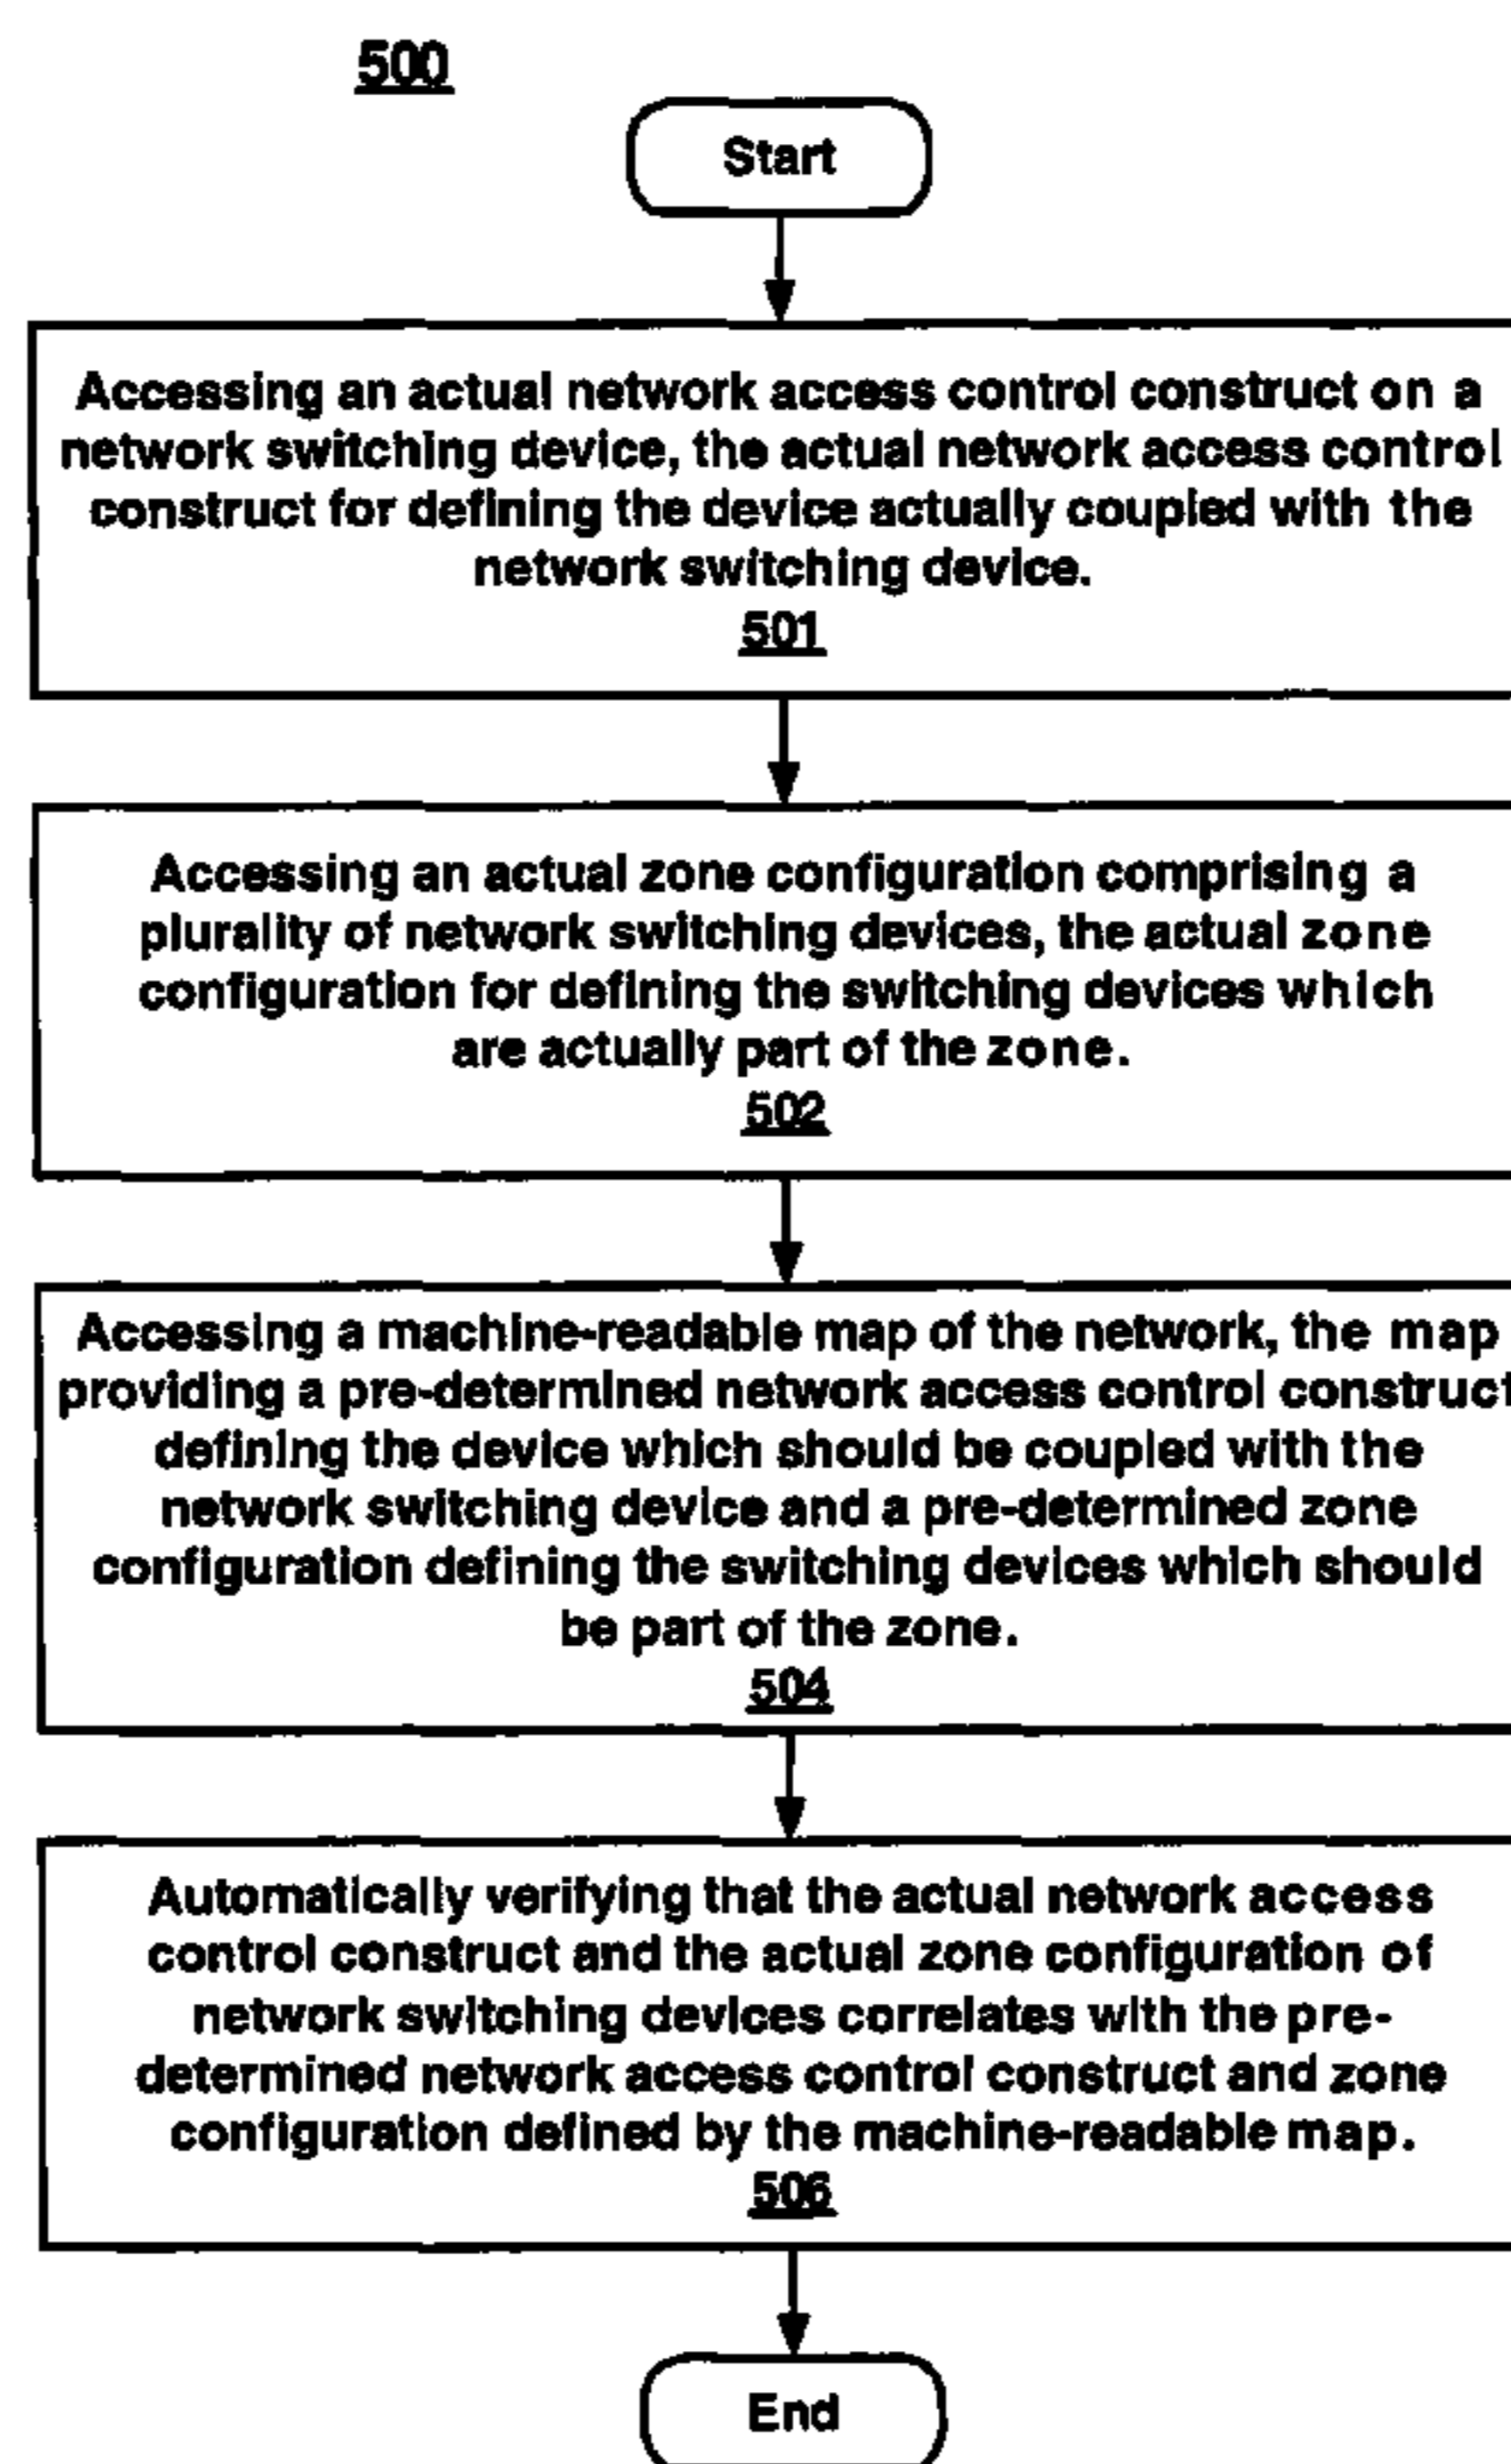 500
Start
Accessing an actual network access control construct on a
network switching device, the actual network access control
construct for defining the device actually coupled with the
network switching device.
501
Accessing an actual zone configuration comprising a
plurality of network switching devices, the actual zone
configuration for defining the switching devices which
are actually part of the zone.
502
Accessing a machine-readable map of the network, the map
providing a pre-determined network access control construct
defining the device which should be coupled with the
network switching device and a pre-determined zone
configuration defining the switching devices which should
be part of the zone.
504
Automatically verifying that the actual network access
control construct and the actual zone configuration of
network switching devices correlates with the pre-
determined network access control construct and zone
configuration defined by the machine-readable map.
506
End